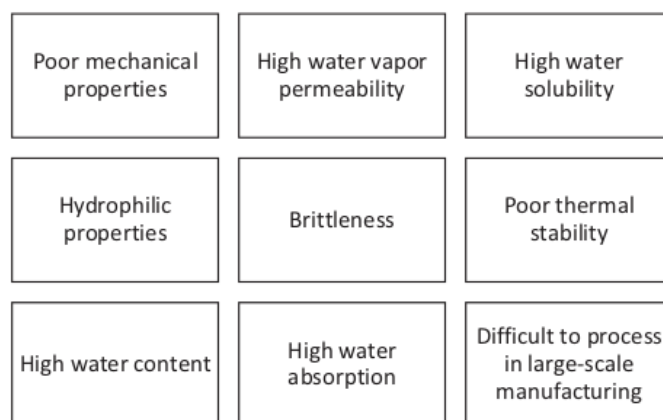 Poor mechanical
properties
High water vapor
permeability
High water
solubility
Hydrophilic
properties
Brittleness
Poor thermal
stability
High water content
High water
absorption
Difficult to process
in large-scale
manufacturing